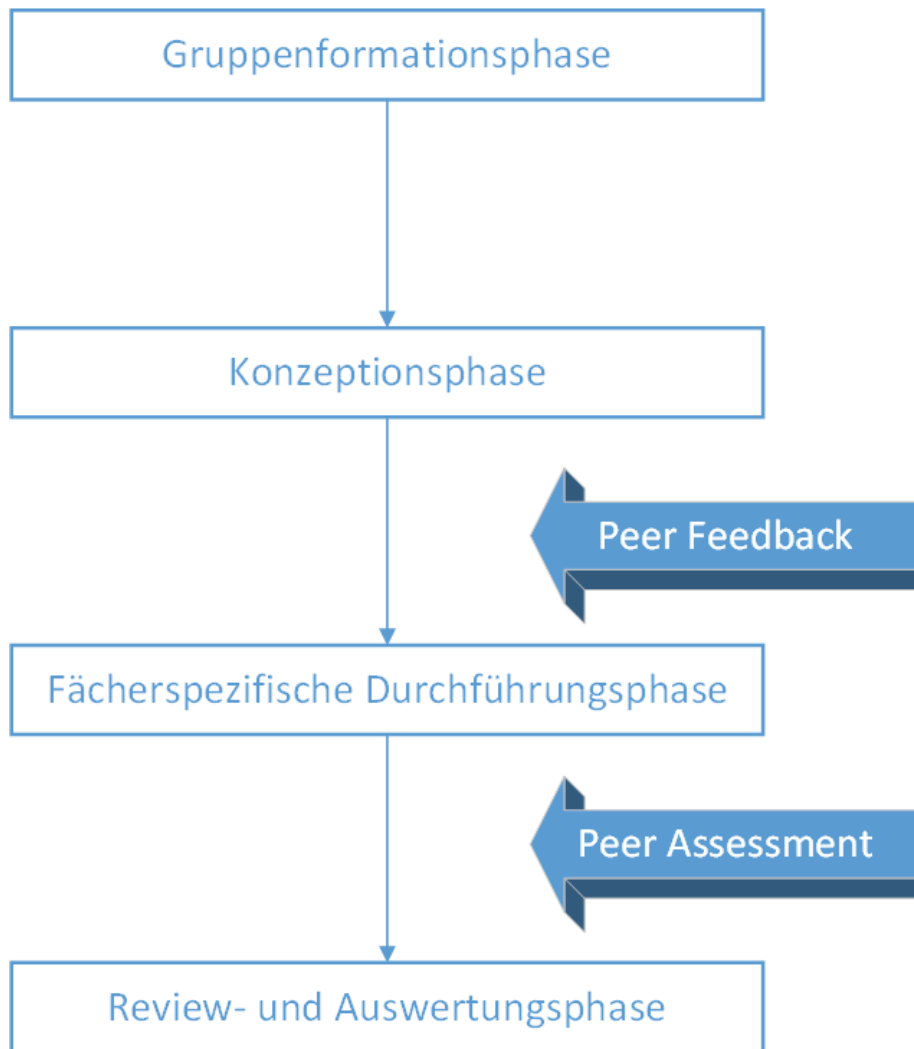 Gruppenformationsphase
Konzeptionsphase
Peer Feedback
Fächerspezifische Durchführungsphase
Peer Assessment
Review- und Auswertungsphase